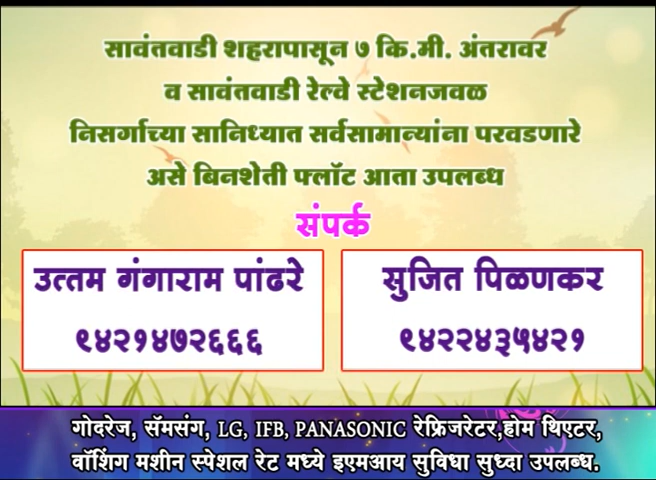 सावंतवाडी शहरापासून ७ कि.मी. अंतरावर
व सावंतवाडी रेल्वे स्टेशनजवळ
निसर्गाच्या सानिध्यात सर्वसामान्यांना परवडणारे
असे बिनशेती फ्लॉट आता उपलब्ध
संपर्क
उत्तम गंगाराम पांढरे
९४२१४७२६६६
सुजित पिळणकर
९४२२४३५४२१
गोदरेज, सॅमसंग, LG, IFB, PANASONIC रेफ्रिजरेटर,होम थिएटर,
वॉशिंग मशीन स्पेशल रेट मध्ये इएमआय सुविधा सुध्दा उपलब्ध.